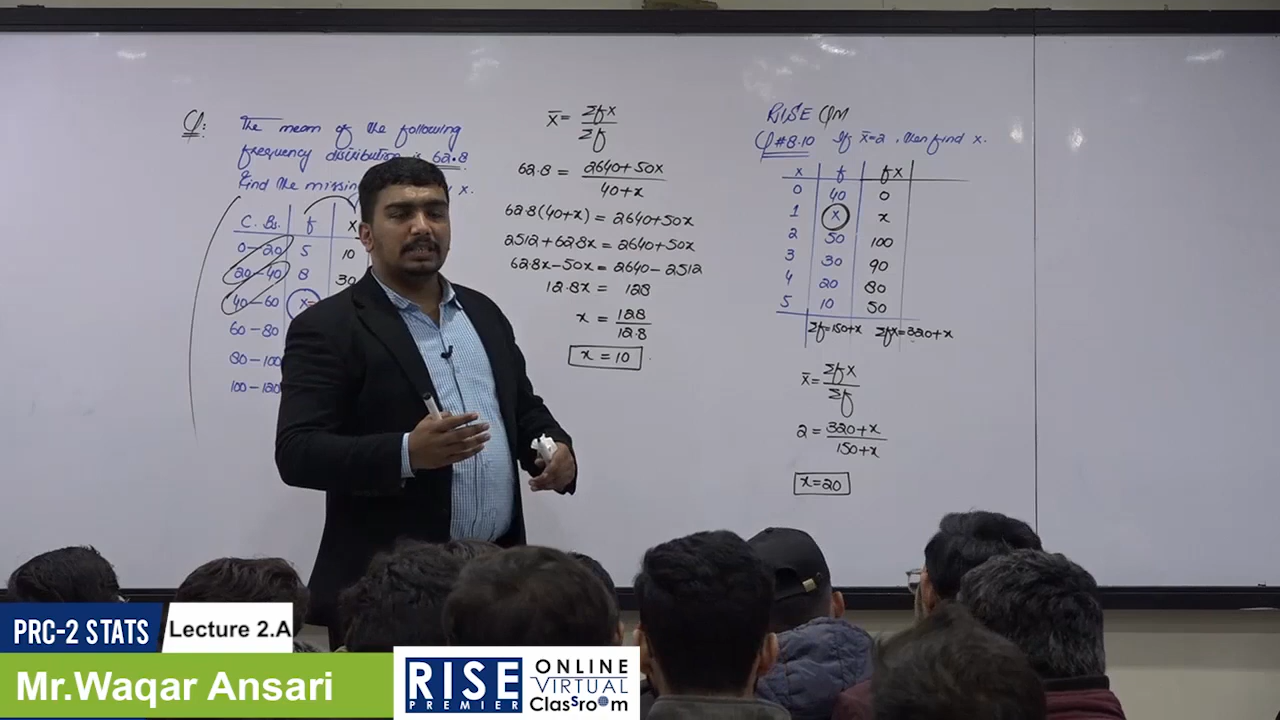 Q: The mean of the following
frequency distribution is 62.8
Find the x.
C.Bs. f x
0-20 5 10
20-40 8 30
40-60 x
60-80
80-100
100-120
x̄ = Σfx / Σf
62.8 = 2640+50x / 40+x
62.8(40+x) = 2640+50x
2512+62.8x = 2640+50x
62.8x-50x = 2640-2512
12.8x = 128
x = 128 / 12.8
x = 10
RISE QM
Q#8.10 If x̄=2, then find x.
x f fx
0 40 0
1 x x
2 50 100
3 30 90
4 20 80
5 10 50
Σf=150+x Σfx=320+x
x̄ = Σfx / Σf
2 = 320+x / 150+x
x=20
PRC-2 STATS Lecture 2.A
Mr.Waqar Ansari
RISE PREMIER
ONLINE
VIRTUAL
Classroom